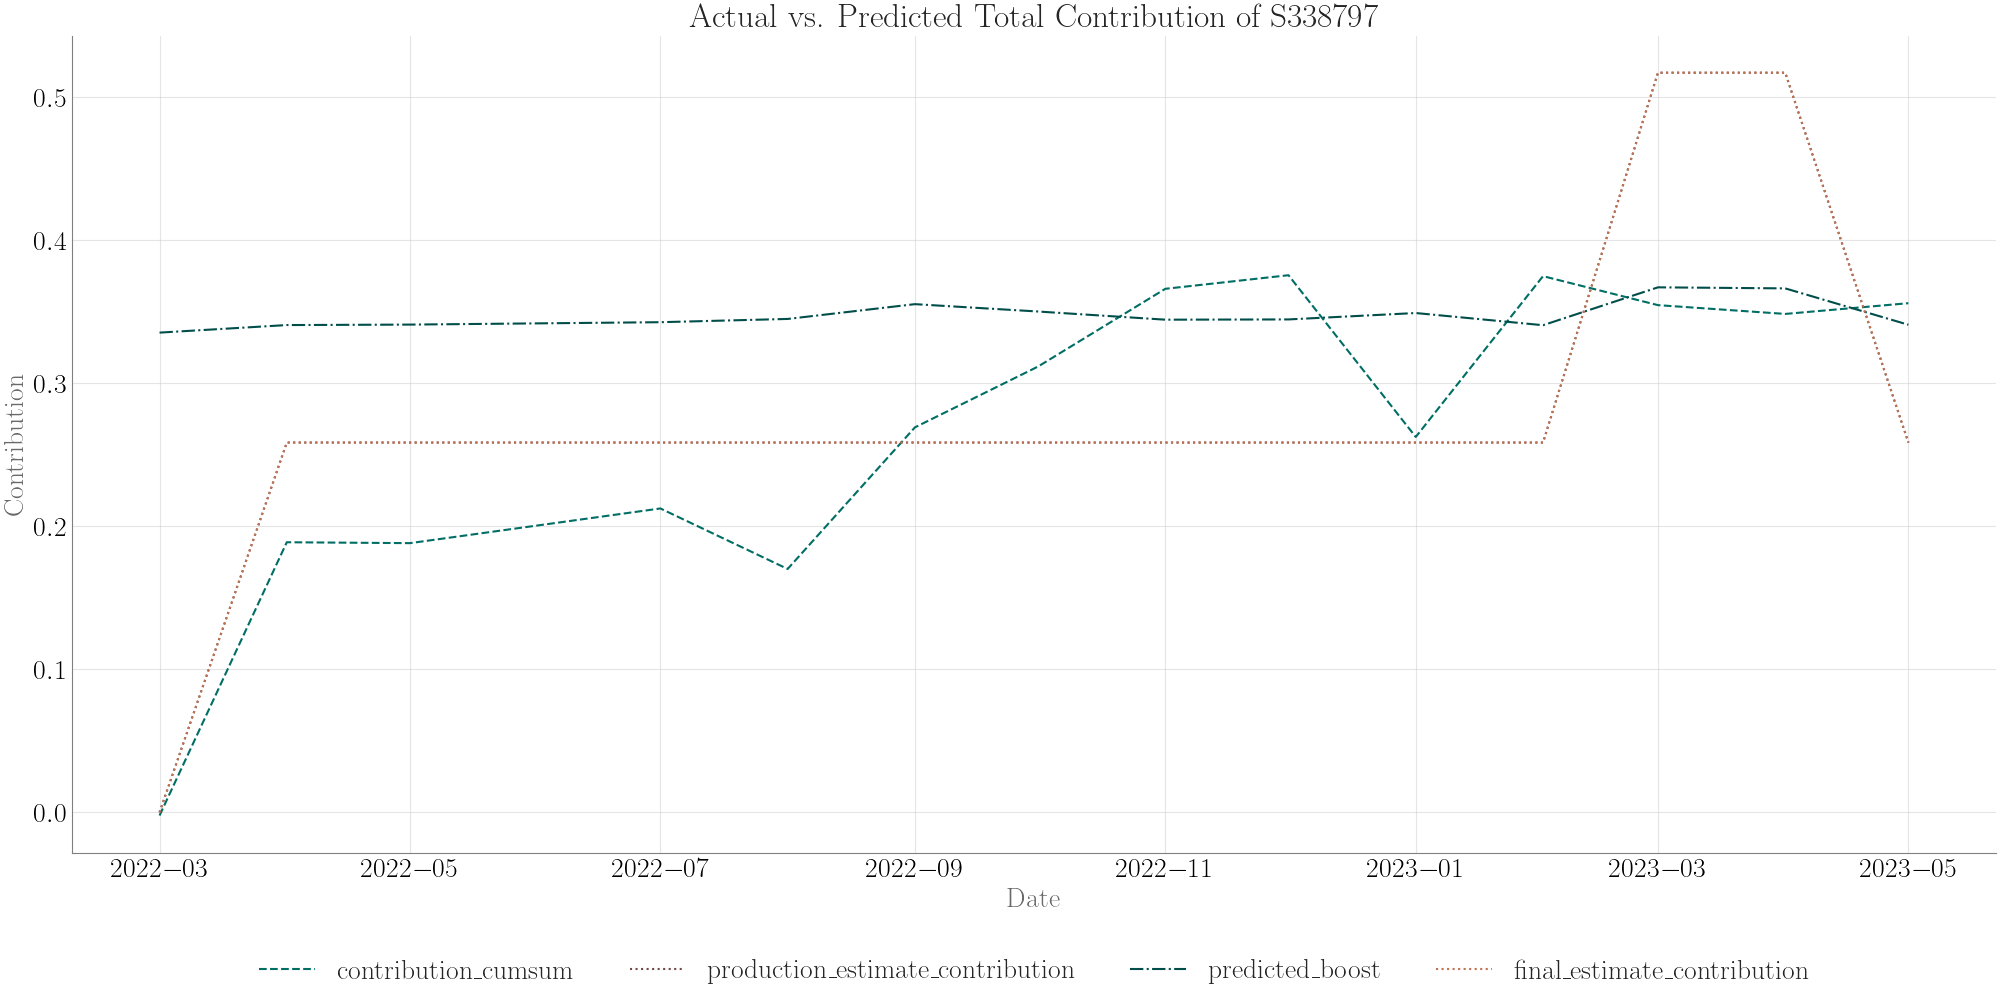 Actual vs. Predicted Total Contribution of S338797
0.5
0.4
0.3
0.2
0.1
0.0
Contribution
2022–03 2022–05 2022–07 2022–09 2022–11 2023–01 2023–03 2023–05
Date
contribution_cumsum production_estimate_contribution predicted_boost final_estimate_contribution